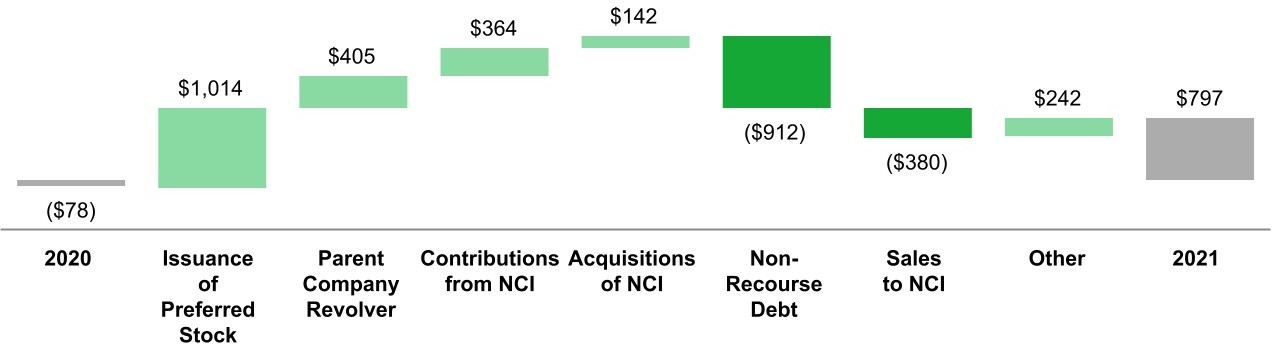 $142
$364
$405
$1,014
$242
$797
($912)
($380)
($78)
2020
Issuance
of
Preferred
Stock
Parent
Company
Revolver
Contributions
from NCI
Acquisitions
of NCI
Non-
Recourse
Debt
Sales
to NCI
Other
2021